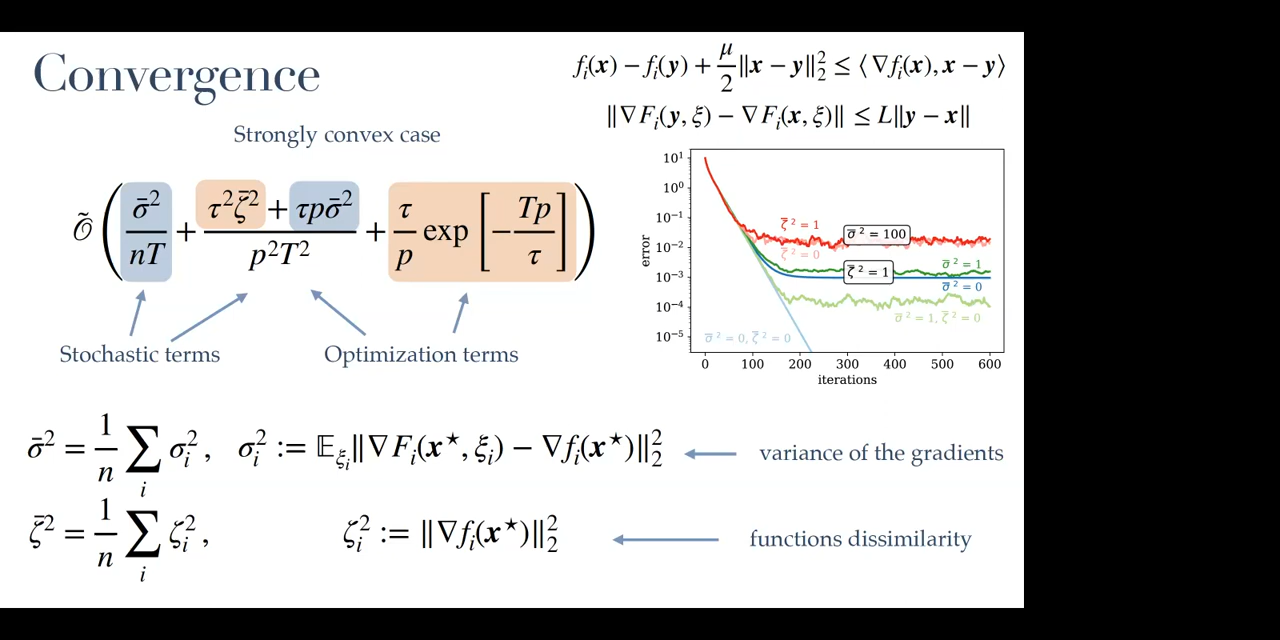 Convergence
f_i(x) − f_i(y) + μ/2 ‖x − y‖₂² ≤ ⟨∇f_i(x), x − y⟩
‖∇F_i(y, ξ) − ∇F_i(x, ξ)‖ ≤ L‖y − x‖
Strongly convex case
Õ( σ̄²/(nT) + (τ²ζ̄² + τpσ̄²)/(p²T²) + τ/p exp[−Tp/τ] )
Stochastic terms
Optimization terms
10¹
10⁰
10⁻¹
10⁻²
10⁻³
10⁻⁴
10⁻⁵
error
ζ̄² = 1
σ̄² = 100
ζ̄² = 0
σ̄² = 1
ζ̄² = 1
σ̄² = 0
σ̄² = 1, ζ̄² = 0
σ̄² = 0, ζ̄² = 0
0 100 200 300 400 500 600
iterations
σ̄² = 1/n ∑_i σ_i², σ_i² := 𝔼_{ξ_i}‖∇F_i(x⋆, ξ_i) − ∇f_i(x⋆)‖₂²
variance of the gradients
ζ̄² = 1/n ∑_i ζ_i², ζ_i² := ‖∇f_i(x⋆)‖₂²
functions dissimilarity